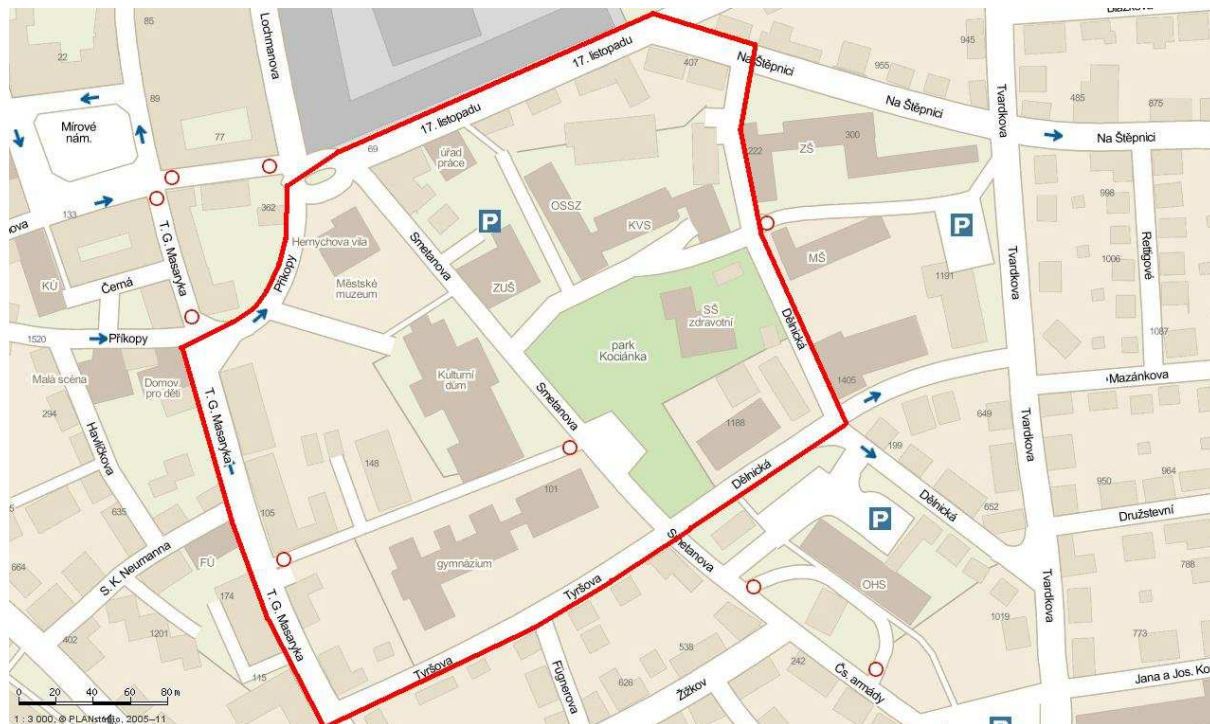 Blažkova
85
Lochmanova
22
945
407
17. listopadu
Na Štěpnici
955
Na Štěpnici
Tvardkova
485
875
89
Mírové
nám.
77
17. listopadu
69
úřad
práce
222
ZŠ
300
Na Štěpnici
133
362
OSSZ
KVS
P
P
998
T. G. Masaryka
Hernychova vila
Smetanova
MŠ
1191
Tvardkova
1006
Rettigové
KÚ
Černá
Příkopy
Městské
muzeum
ZUŠ
SŠ
zdravotní
Dělnická
1520
Příkopy
park
Kociánka
1087
Malá scéna
Domov
pro děti
Kulturní
dům
1405
Mazánkova
294
T. G. Masaryka
Smetanova
1188
649
Tvardkova
Havlíčkova
148
Dělnická
199
964
950
101
635
105
P
Dělnická
652
Družstevní
S. K. Neumanna
FÚ
gymnázium
Smetanova
664
174
Tyršova
OHS
788
Tvardkova
T. G. Masaryka
402
1201
1019
773
115
Tyršova
Fügnerova
538
626
Žižkov
242
Čs. armády
Jana a Jos. Ko
0 20 40 60 80 m
P
1 : 3 000, © PLANstudio, 2005–11